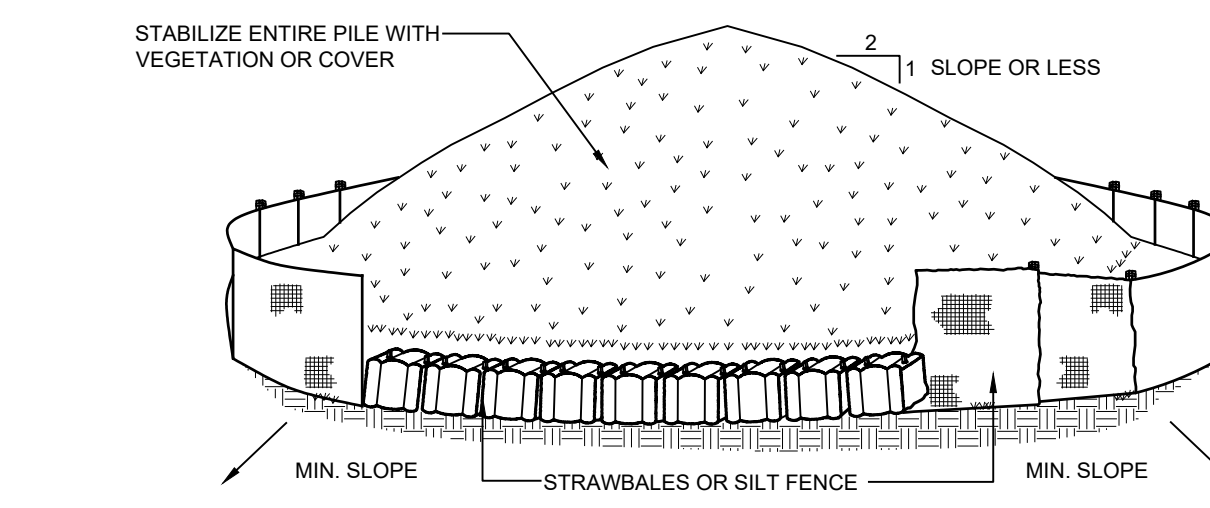 STABILIZE ENTIRE PILE WITH
VEGETATION OR COVER
2
1 SLOPE OR LESS
MIN. SLOPE
STRAWBALES OR SILT FENCE
MIN. SLOPE